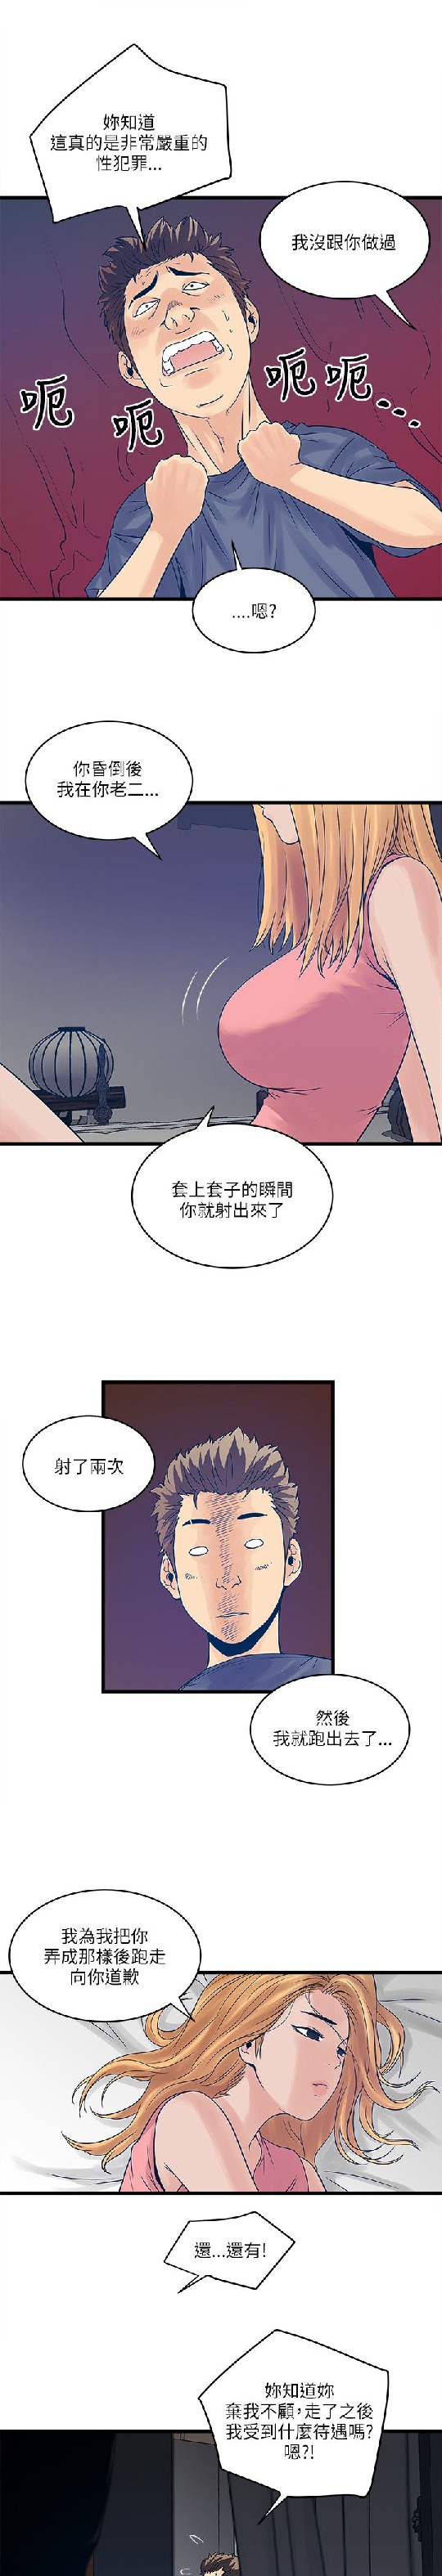 妳知道
這真的是非常嚴重的
性犯罪...
我沒跟你做過
呃
呃
呃呃...
....嗯?
你昏倒後
我在你老二...
套上套子的瞬間
你就射出來了
射了兩次
然後
我就跑出去了...
我為我把你
弄成那樣後跑走
向你道歉
還...還有!
妳知道妳
棄我不顧,走了之後
我受到什麼待遇嗎?
嗯?!